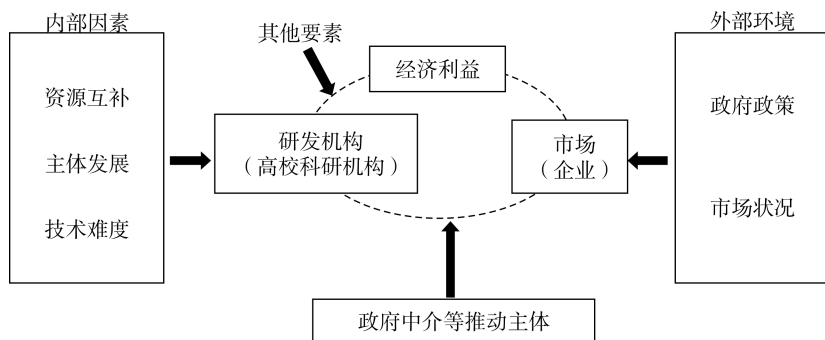 内部因素
资源互补
主体发展
技术难度
其他要素
经济利益
研发机构
（高校科研机构）
市场
（企业）
外部环境
政府政策
市场状况
政府中介等推动主体